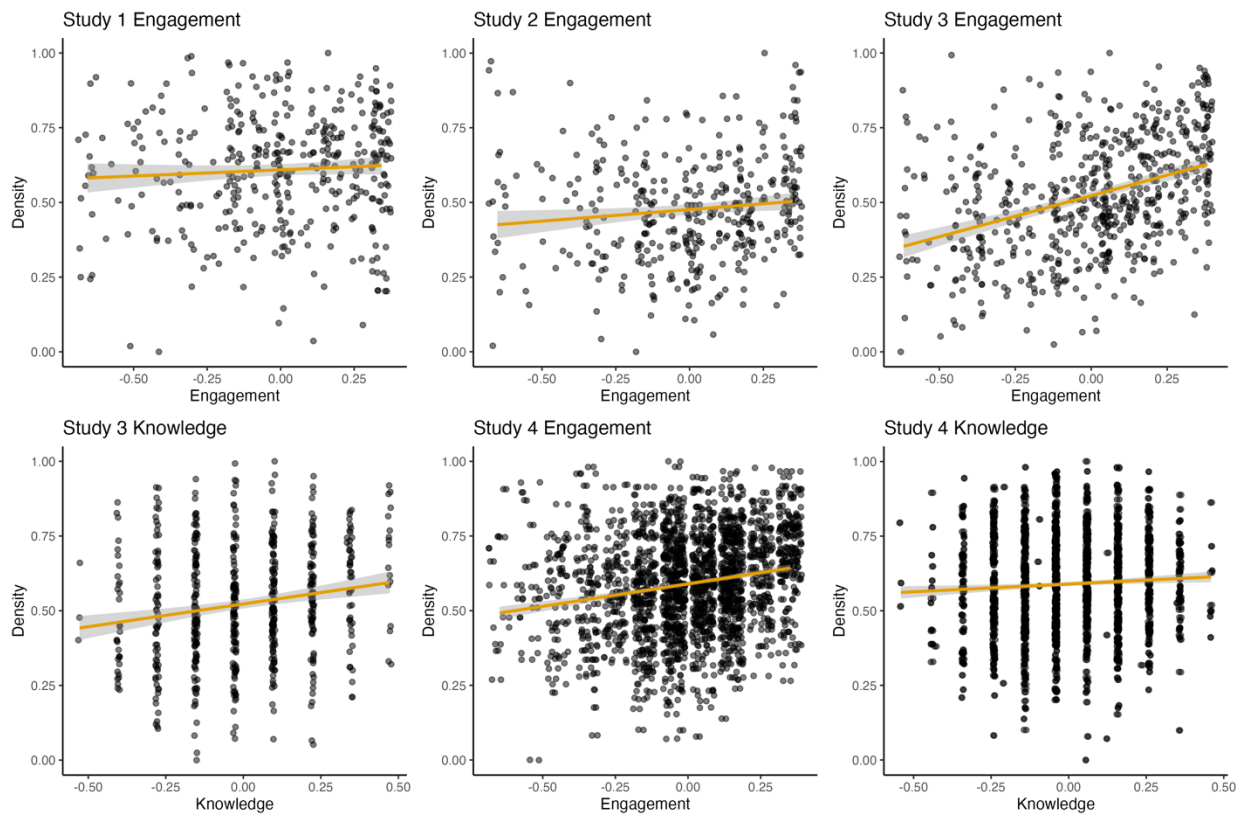 Study 1 Engagement
1.00
0.75
0.50
0.25
0.00
Density
-0.50 -0.25 0.00 0.25
Engagement
Study 2 Engagement
1.00
0.75
0.50
0.25
0.00
Density
-0.50 -0.25 0.00 0.25
Engagement
Study 3 Engagement
1.00
0.75
0.50
0.25
0.00
Density
-0.50 -0.25 0.00 0.25
Engagement
Study 3 Knowledge
1.00
0.75
0.50
0.25
0.00
Density
-0.50 -0.25 0.00 0.25 0.50
Knowledge
Study 4 Engagement
1.00
0.75
0.50
0.25
0.00
Density
-0.50 -0.25 0.00 0.25
Engagement
Study 4 Knowledge
1.00
0.75
0.50
0.25
0.00
Density
-0.50 -0.25 0.00 0.25 0.50
Knowledge